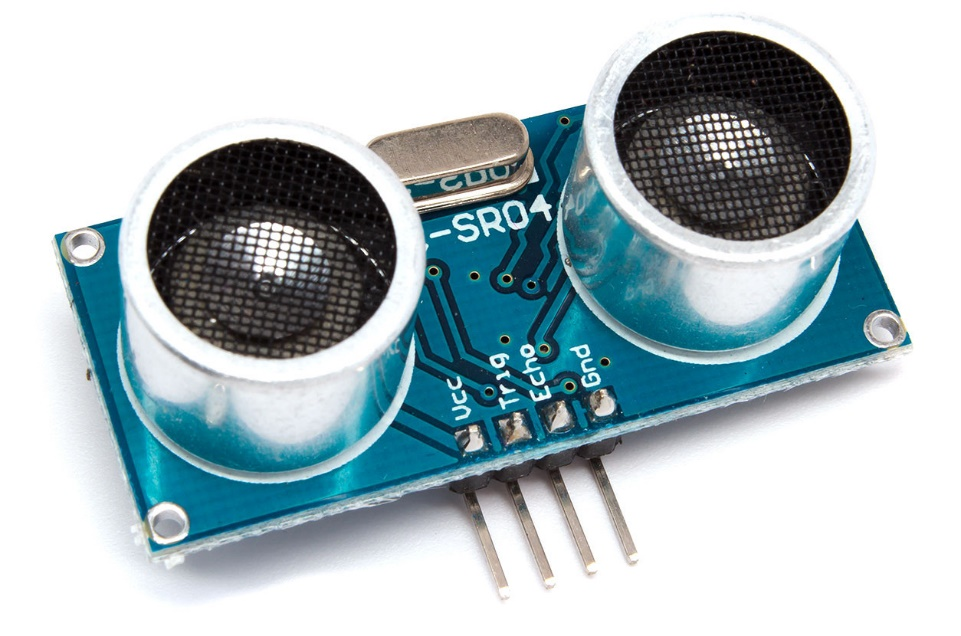 -SR04
Vcc
Trig
Echo
Gnd